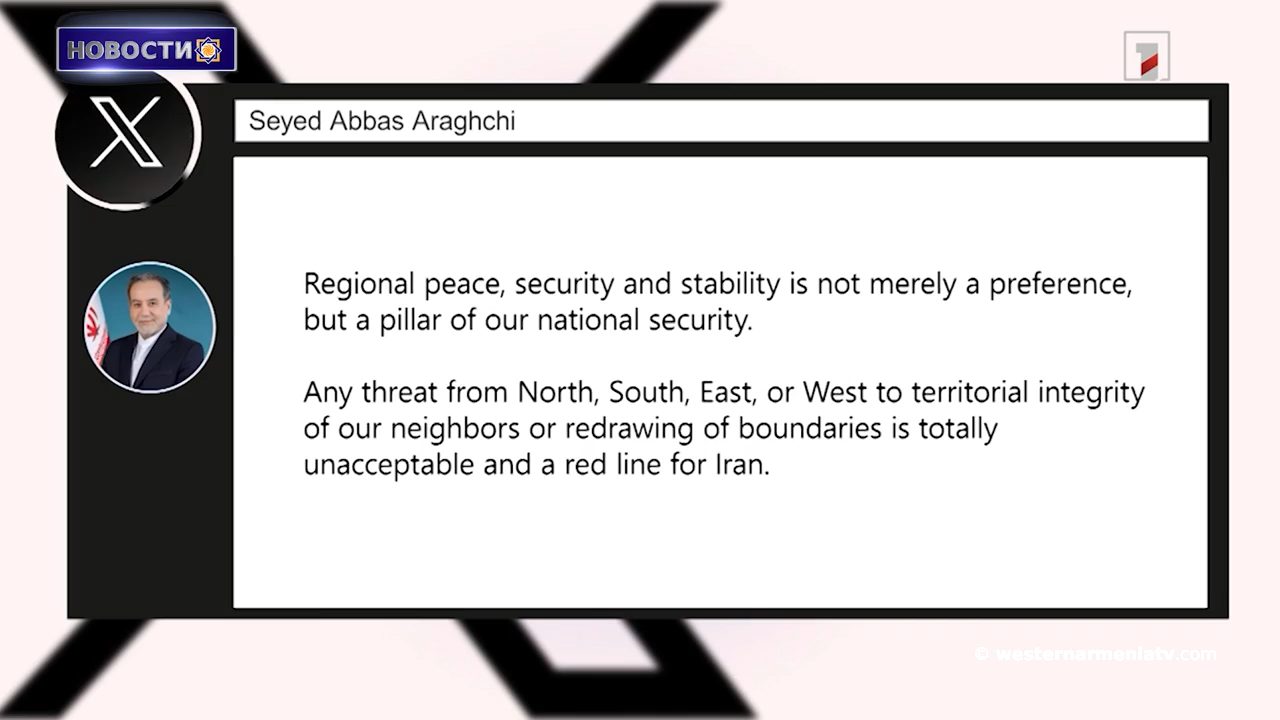 НОВОСТИ
Seyed Abbas Araghchi
Regional peace, security and stability is not merely a preference,
but a pillar of our national security.
Any threat from North, South, East, or West to territorial integrity
of our neighbors or redrawing of boundaries is totally
unacceptable and a red line for Iran.
© westernarmeniatv.com